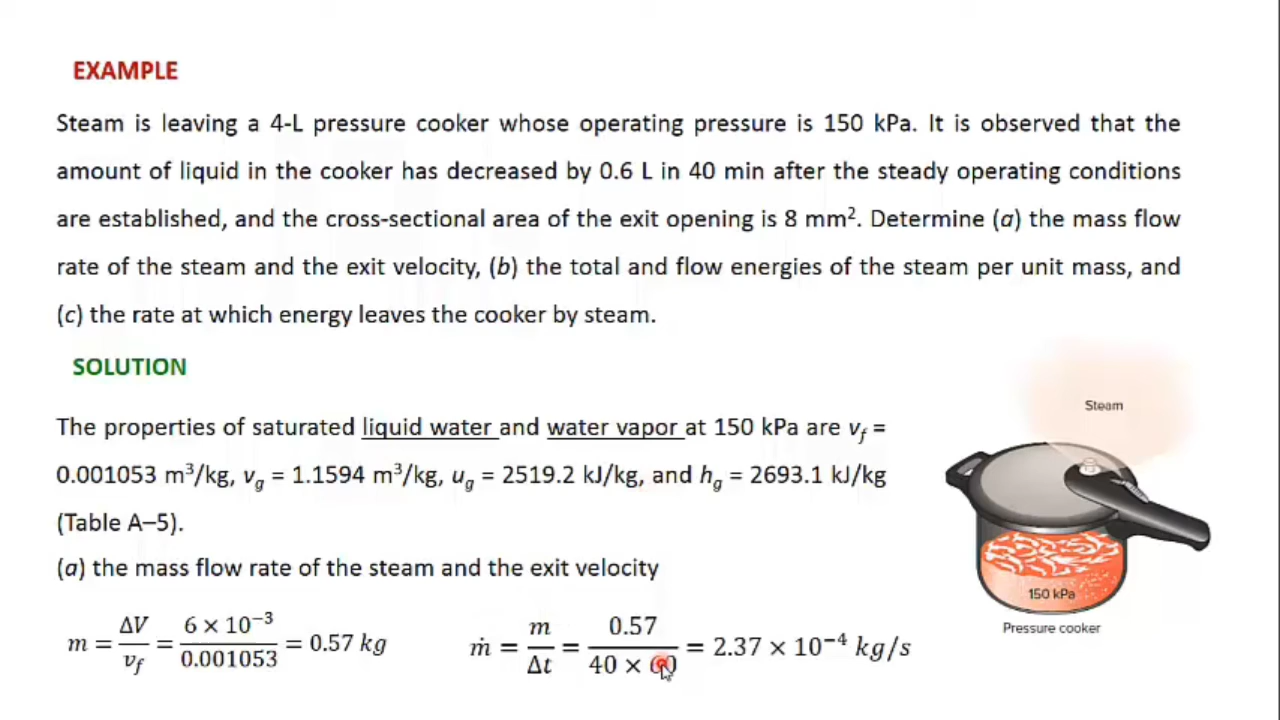 EXAMPLE
Steam is leaving a 4-L pressure cooker whose operating pressure is 150 kPa. It is observed that the
amount of liquid in the cooker has decreased by 0.6 L in 40 min after the steady operating conditions
are established, and the cross-sectional area of the exit opening is 8 mm². Determine (a) the mass flow
rate of the steam and the exit velocity, (b) the total and flow energies of the steam per unit mass, and
(c) the rate at which energy leaves the cooker by steam.
SOLUTION
The properties of saturated liquid water and water vapor at 150 kPa are v_f =
0.001053 m³/kg, v_g = 1.1594 m³/kg, u_g = 2519.2 kJ/kg, and h_g = 2693.1 kJ/kg
(Table A–5).
(a) the mass flow rate of the steam and the exit velocity
m = ΔV/v_f = 6 × 10⁻³/0.001053 = 0.57 kg
ṁ = m/Δt = 0.57/40 × 60 = 2.37 × 10⁻⁴ kg/s
Steam
150 kPa
Pressure cooker